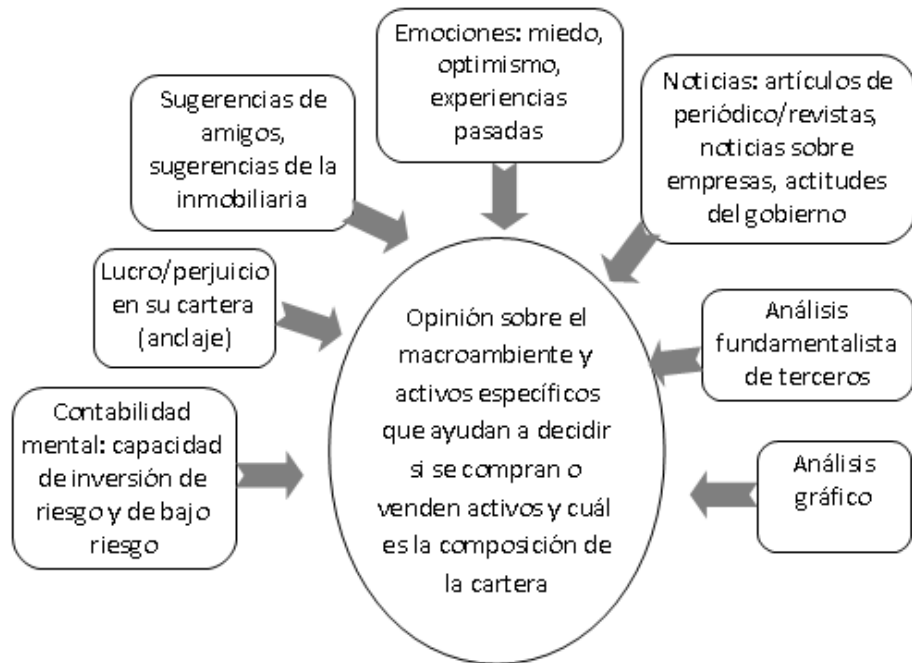 Emociones: miedo,
optimismo,
experiencias
pasadas
Noticias: artículos de
periódico/revistas,
noticias sobre
empresas, actitudes
del gobierno
Sugerencias de
amigos,
sugerencias de la
inmobiliaria
Lucro/perjuicio
en su cartera
(anclaje)
Contabilidad
mental: capacidad
de inversión de
riesgo y de bajo
riesgo
Opinión sobre el
macroambiente y
activos específicos
que ayudan a decidir
si se compran o
venden activos y cuál
es la composición de
la cartera
Análisis
fundamentalista
de terceros
Análisis
gráfico